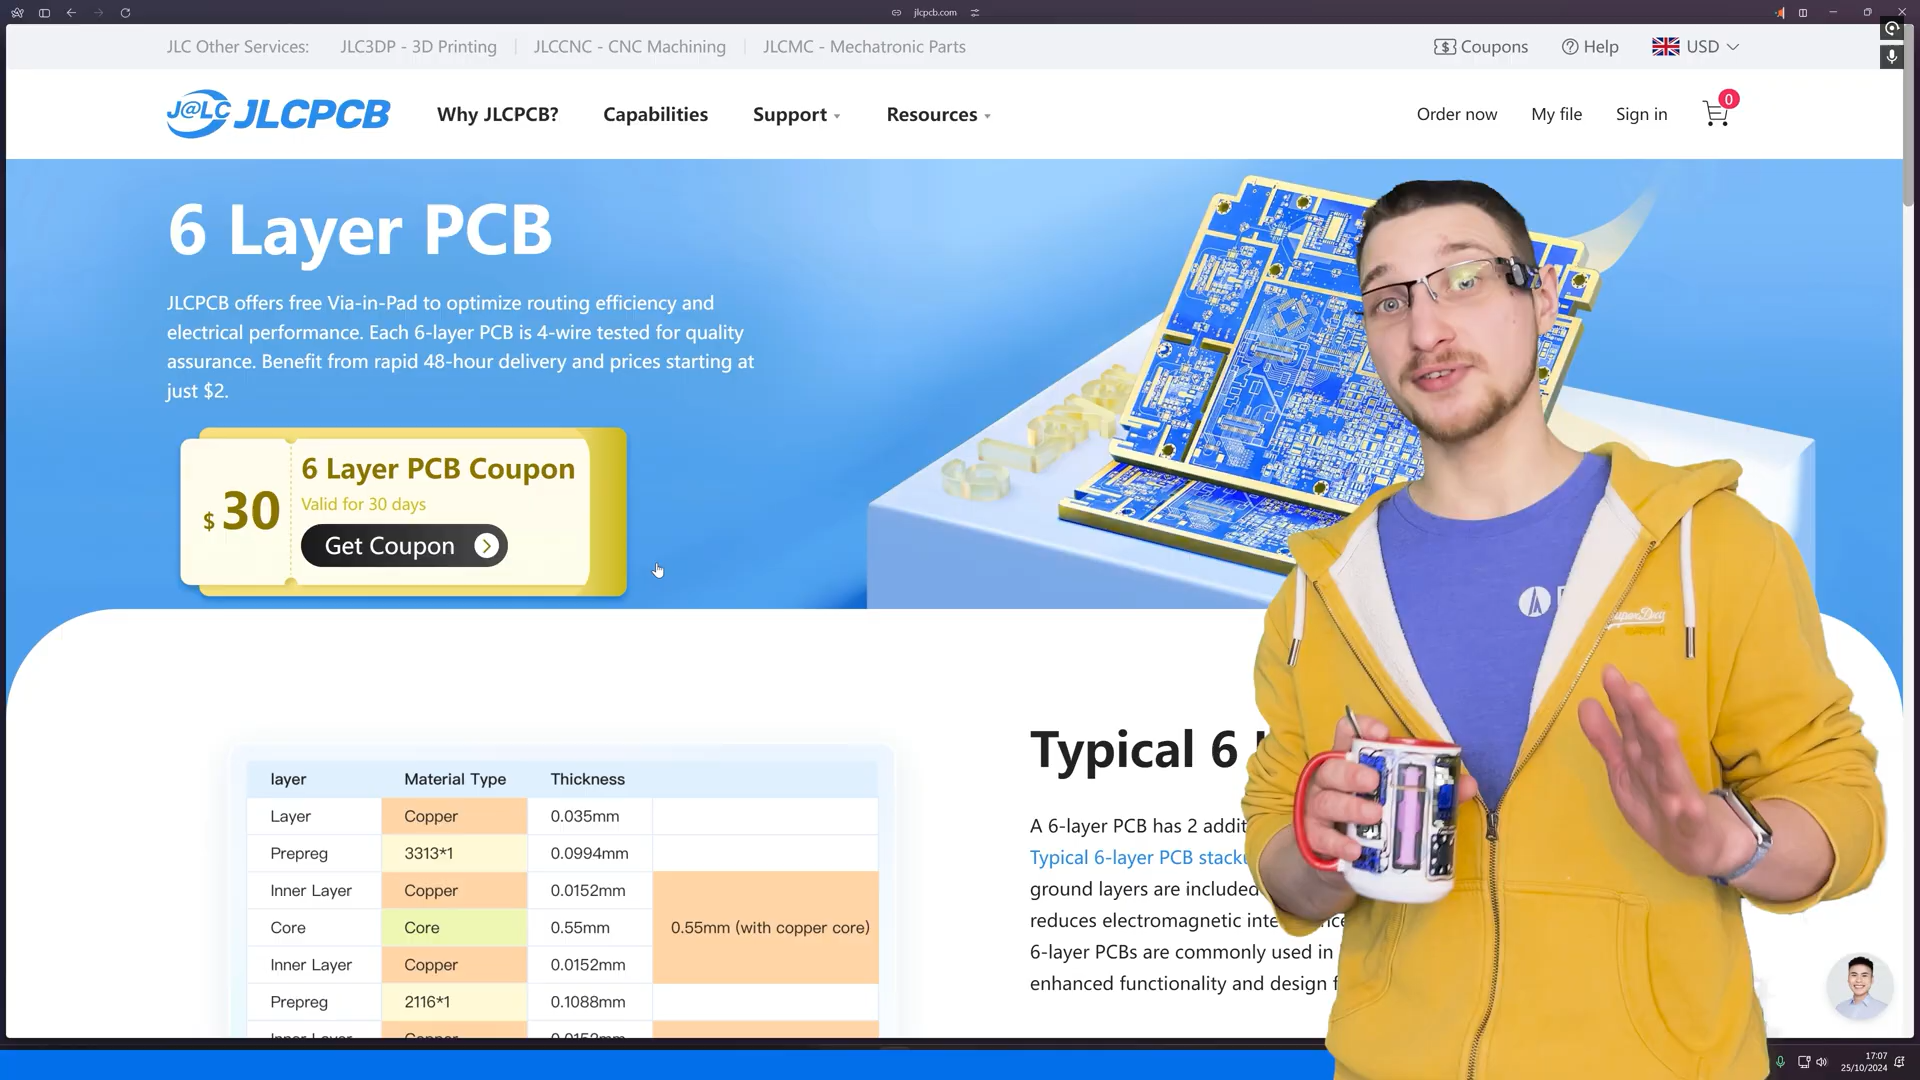 jlcpcb.com
JLC Other Services: JLC3DP - 3D Printing JLCCNC - CNC Machining JLCMC - Mechatronic Parts Coupons Help USD
J@LC JLCPCB Why JLCPCB? Capabilities Support Resources Order now My file Sign in 0
6 Layer PCB
JLCPCB offers free Via-in-Pad to optimize routing efficiency and
electrical performance. Each 6-layer PCB is 4-wire tested for quality
assurance. Benefit from rapid 48-hour delivery and prices starting at
just $2.
$ 30
6 Layer PCB Coupon
Valid for 30 days
Get Coupon
layer Material Type Thickness
Layer Copper 0.035mm
Prepreg 3313*1 0.0994mm
Inner Layer Copper 0.0152mm
Core Core 0.55mm 0.55mm (with copper core)
Inner Layer Copper 0.0152mm
Prepreg 2116*1 0.1088mm
Inner Layer Copper 0.0152mm
Typical 6
A 6-layer PCB has 2 addit
Typical 6-layer PCB stack
ground layers are included
reduces electromagnetic
6-layer PCBs are commonly used in
enhanced functionality and design
17:07
25/10/2024